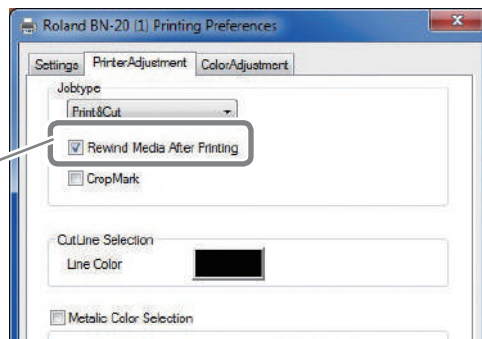 Roland BN-20 (1) Printing Preferences
Settings PrinterAdjustment ColorAdjustment
Jobtype
Print&Cut
Rewind Media After Printing
CropMark
CutLine Selection
Line Color
Metalic Color Selection